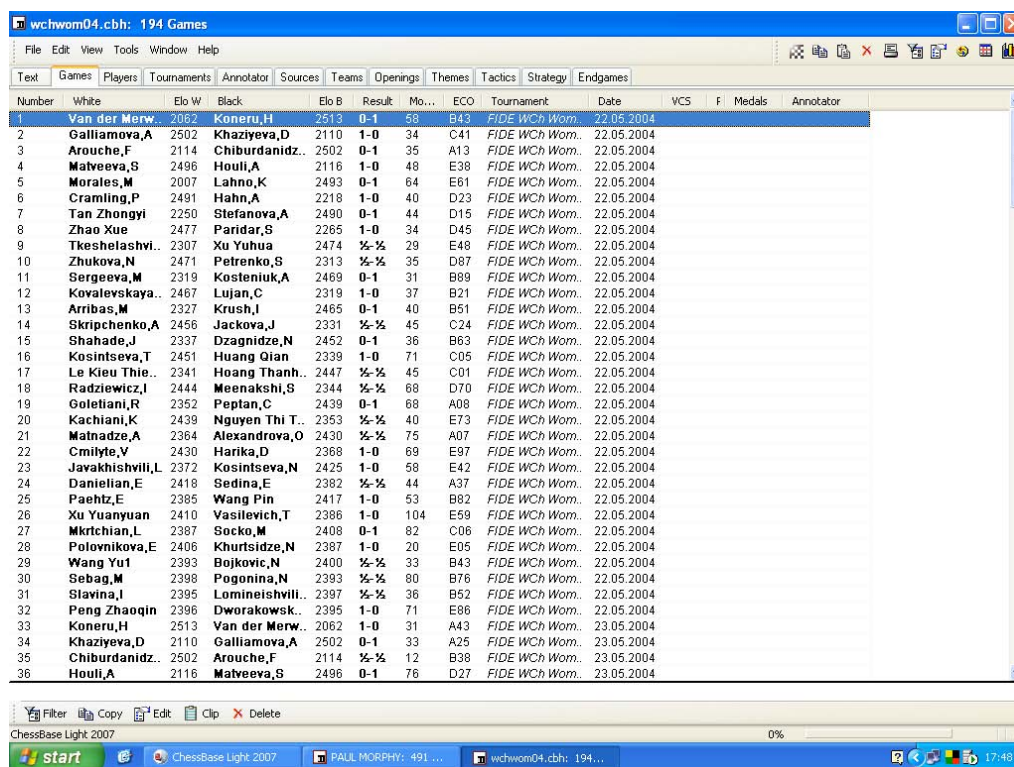 wchwom04.cbh: 194 Games
File Edit View Tools Window Help
Text Games Players Tournaments Annotator Sources Teams Openings Themes Tactics Strategy Endgames
Number White Elo W Black Elo B Result Mo... ECO Tournament Date VCS F Medals Annotator
1 Van der Merw.. 2062 Koneru,H 2513 0-1 58 B43 FIDE WCh Wom.. 22.05.2004
2 Galliamova,A 2502 Khaziyeva,D 2110 1-0 34 C41 FIDE WCh Wom.. 22.05.2004
3 Arouche,F 2114 Chiburdanidz.. 2502 0-1 35 A13 FIDE WCh Wom.. 22.05.2004
4 Matveeva,S 2496 Houli,A 2116 1-0 48 E38 FIDE WCh Wom.. 22.05.2004
5 Morales,M 2007 Lahno,K 2493 0-1 64 E61 FIDE WCh Wom.. 22.05.2004
6 Cramling,P 2491 Hahn,A 2218 1-0 40 D23 FIDE WCh Wom.. 22.05.2004
7 Tan Zhongyi 2250 Stefanova,A 2490 0-1 44 D15 FIDE WCh Wom.. 22.05.2004
8 Zhao Xue 2477 Paridar,S 2265 1-0 34 D45 FIDE WCh Wom.. 22.05.2004
9 Tkeshelashvi.. 2307 Xu Yuhua 2474 ½-½ 29 E48 FIDE WCh Wom.. 22.05.2004
10 Zhukova,N 2471 Petrenko,S 2313 ½-½ 35 D87 FIDE WCh Wom.. 22.05.2004
11 Sergeeva,M 2319 Kosteniuk,A 2469 0-1 31 B89 FIDE WCh Wom.. 22.05.2004
12 Kovalevskaya.. 2467 Lujan,C 2319 1-0 37 B21 FIDE WCh Wom.. 22.05.2004
13 Arribas,M 2327 Krush,I 2465 0-1 40 B51 FIDE WCh Wom.. 22.05.2004
14 Skripchenko,A 2456 Jackova,J 2331 ½-½ 45 C24 FIDE WCh Wom.. 22.05.2004
15 Shahade,J 2337 Dzagnidze,N 2452 0-1 36 B63 FIDE WCh Wom.. 22.05.2004
16 Kosintseva,T 2451 Huang Qian 2339 1-0 71 C05 FIDE WCh Wom.. 22.05.2004
17 Le Kieu Thie.. 2341 Hoang Thanh.. 2447 ½-½ 45 C01 FIDE WCh Wom.. 22.05.2004
18 Radziewicz,I 2444 Meenakshi,S 2344 ½-½ 68 D70 FIDE WCh Wom.. 22.05.2004
19 Goletiani,R 2352 Peptan,C 2439 0-1 68 A08 FIDE WCh Wom.. 22.05.2004
20 Kachiani,K 2439 Nguyen Thi T.. 2353 ½-½ 40 E73 FIDE WCh Wom.. 22.05.2004
21 Matnadze,A 2364 Alexandrova,O 2430 ½-½ 75 A07 FIDE WCh Wom.. 22.05.2004
22 Cmilyte,V 2430 Harika,D 2368 1-0 69 E97 FIDE WCh Wom.. 22.05.2004
23 Javakhishvili,L 2372 Kosintseva,N 2425 1-0 58 E42 FIDE WCh Wom.. 22.05.2004
24 Danielian,E 2418 Sedina,E 2382 ½-½ 44 A37 FIDE WCh Wom.. 22.05.2004
25 Paehtz,E 2385 Wang Pin 2417 1-0 53 B82 FIDE WCh Wom.. 22.05.2004
26 Xu Yuanyuan 2410 Vasilevich,T 2386 1-0 104 E59 FIDE WCh Wom.. 22.05.2004
27 Mkrtchian,L 2387 Socko,M 2408 0-1 82 C06 FIDE WCh Wom.. 22.05.2004
28 Polovnikova,E 2406 Khurtsidze,N 2387 1-0 20 E05 FIDE WCh Wom.. 22.05.2004
29 Wang Yu1 2393 Bojkovic,N 2400 ½-½ 33 B43 FIDE WCh Wom.. 22.05.2004
30 Sebag,M 2398 Pogonina,N 2393 ½-½ 80 B76 FIDE WCh Wom.. 22.05.2004
31 Slavina,I 2395 Lomineishvili.. 2397 ½-½ 36 B52 FIDE WCh Wom.. 22.05.2004
32 Peng Zhaoqin 2396 Dworakowsk.. 2395 1-0 71 E86 FIDE WCh Wom.. 22.05.2004
33 Koneru,H 2513 Van der Merw.. 2062 1-0 31 A43 FIDE WCh Wom.. 23.05.2004
34 Khaziyeva,D 2110 Galliamova,A 2502 0-1 33 A25 FIDE WCh Wom.. 23.05.2004
35 Chiburdanidz.. 2502 Arouche,F 2114 ½-½ 12 B38 FIDE WCh Wom.. 23.05.2004
36 Houli,A 2116 Matveeva,S 2496 0-1 76 D27 FIDE WCh Wom.. 23.05.2004
Filter Copy Edit Clip Delete
ChessBase Light 2007 0%
start ChessBase Light 2007 PAUL MORPHY: 491 ... wchwom04.cbh: 194... 17:48